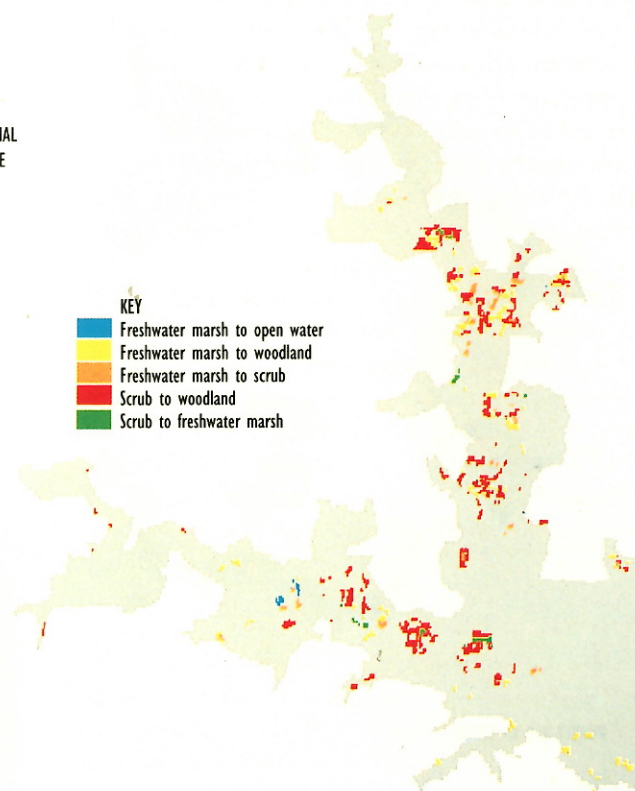 KEY
Freshwater marsh to open water
Freshwater marsh to woodland
Freshwater marsh to scrub
Scrub to woodland
Scrub to freshwater marsh